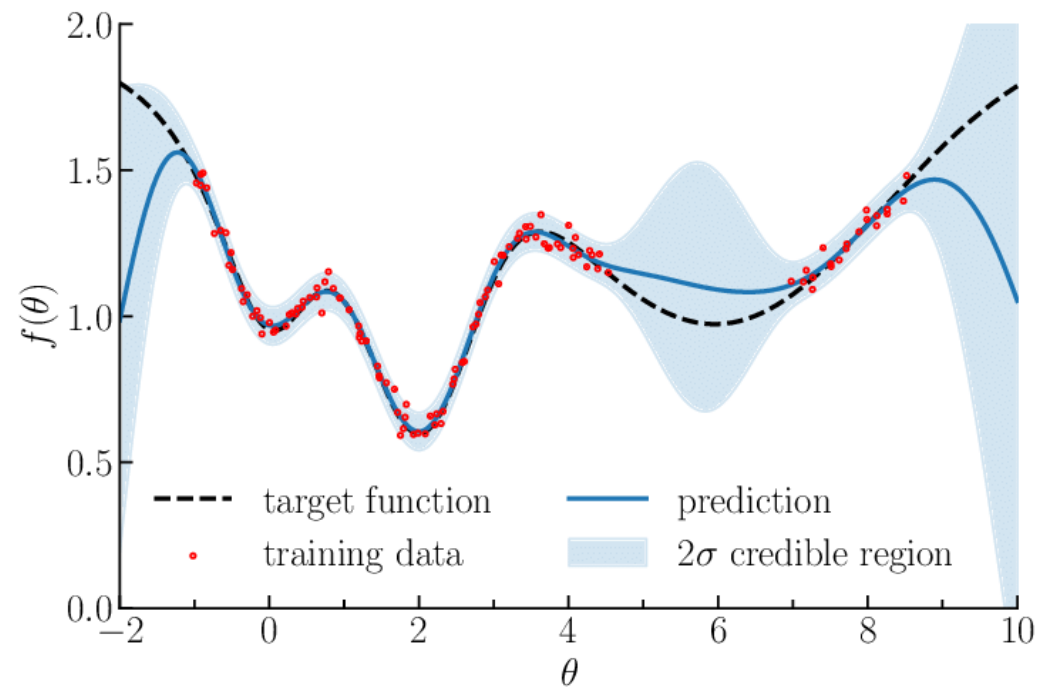 2.0
1.5
1.0
0.5
0.0
f(θ)
target function
prediction
training data
2σ credible region
−2 0 2 4 6 8 10
θ